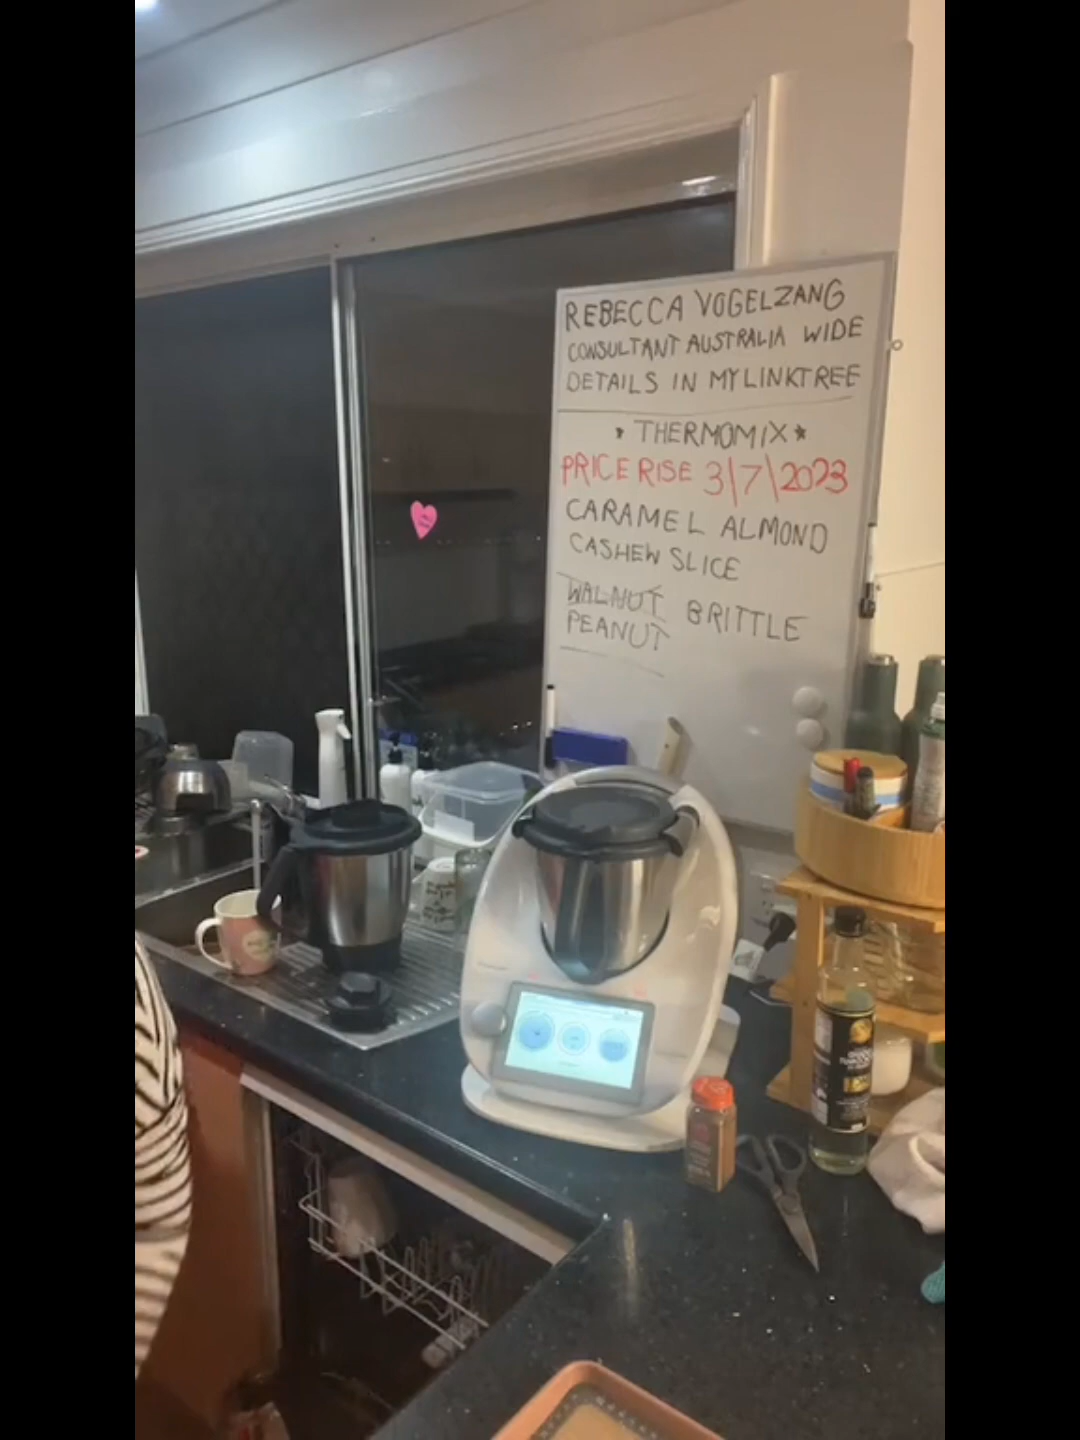 REBECCA VOGELZANG
CONSULTANT AUSTRALIA WIDE
DETAILS IN MY LINKTREE
* THERMOMIX *
PRICE RISE 3\7\2023
CARAMEL ALMOND
CASHEW SLICE
WALNUT BRITTLE
PEANUT